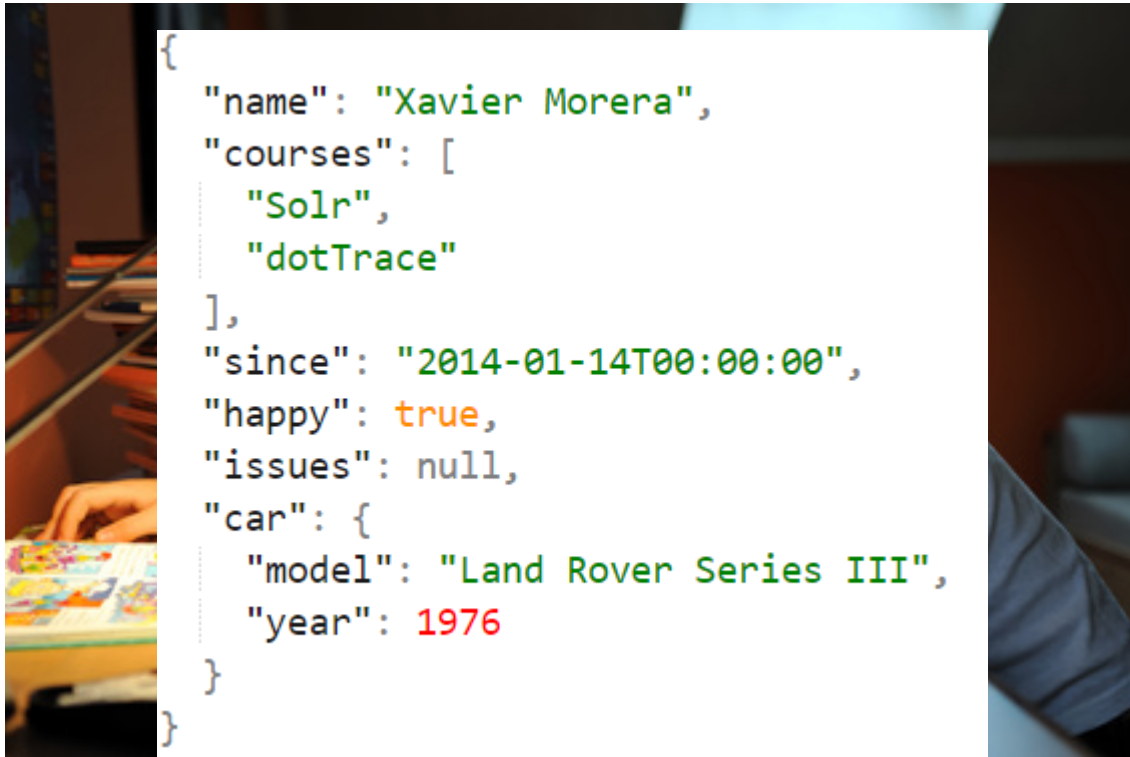 {
  "name": "Xavier Morera",
  "courses": [
    "Solr",
    "dotTrace"
  ],
  "since": "2014-01-14T00:00:00",
  "happy": true,
  "issues": null,
  "car": {
    "model": "Land Rover Series III",
    "year": 1976
  }
}